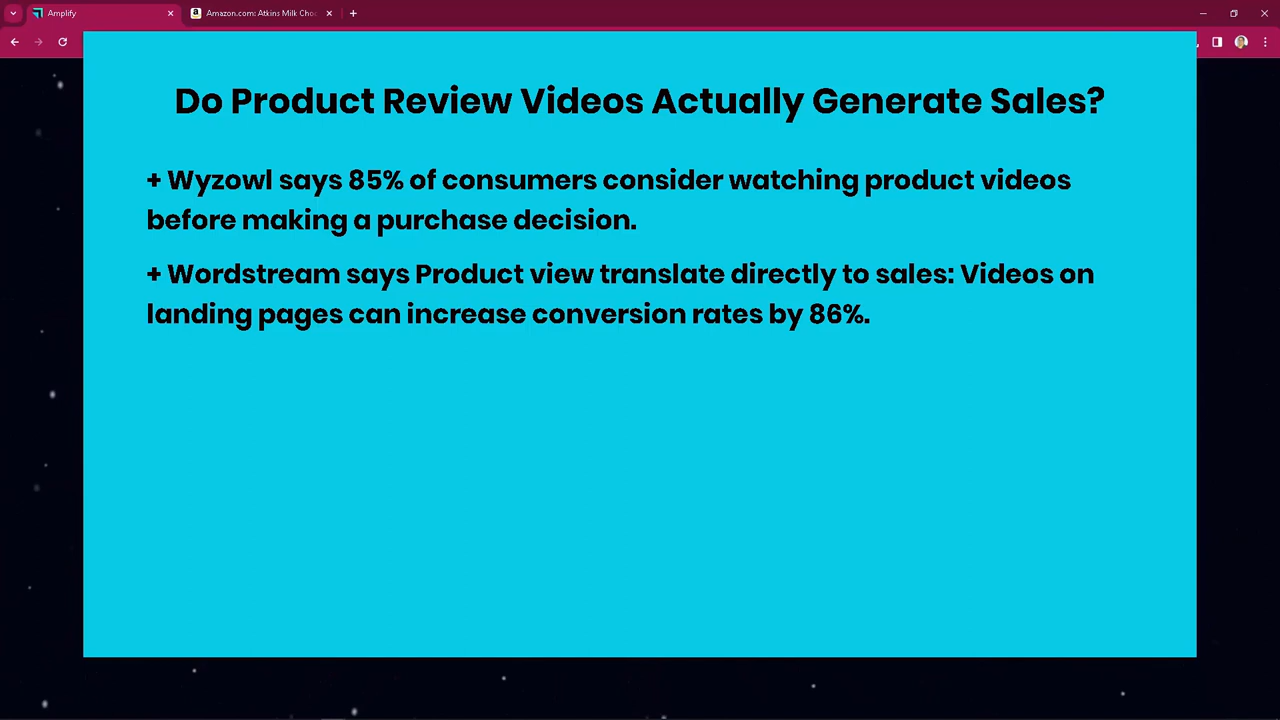 Amplify
Amazon.com: Atkins Milk Choc
Do Product Review Videos Actually Generate Sales?
+ Wyzowl says 85% of consumers consider watching product videos
before making a purchase decision.
+ Wordstream says Product view translate directly to sales: Videos on
landing pages can increase conversion rates by 86%.